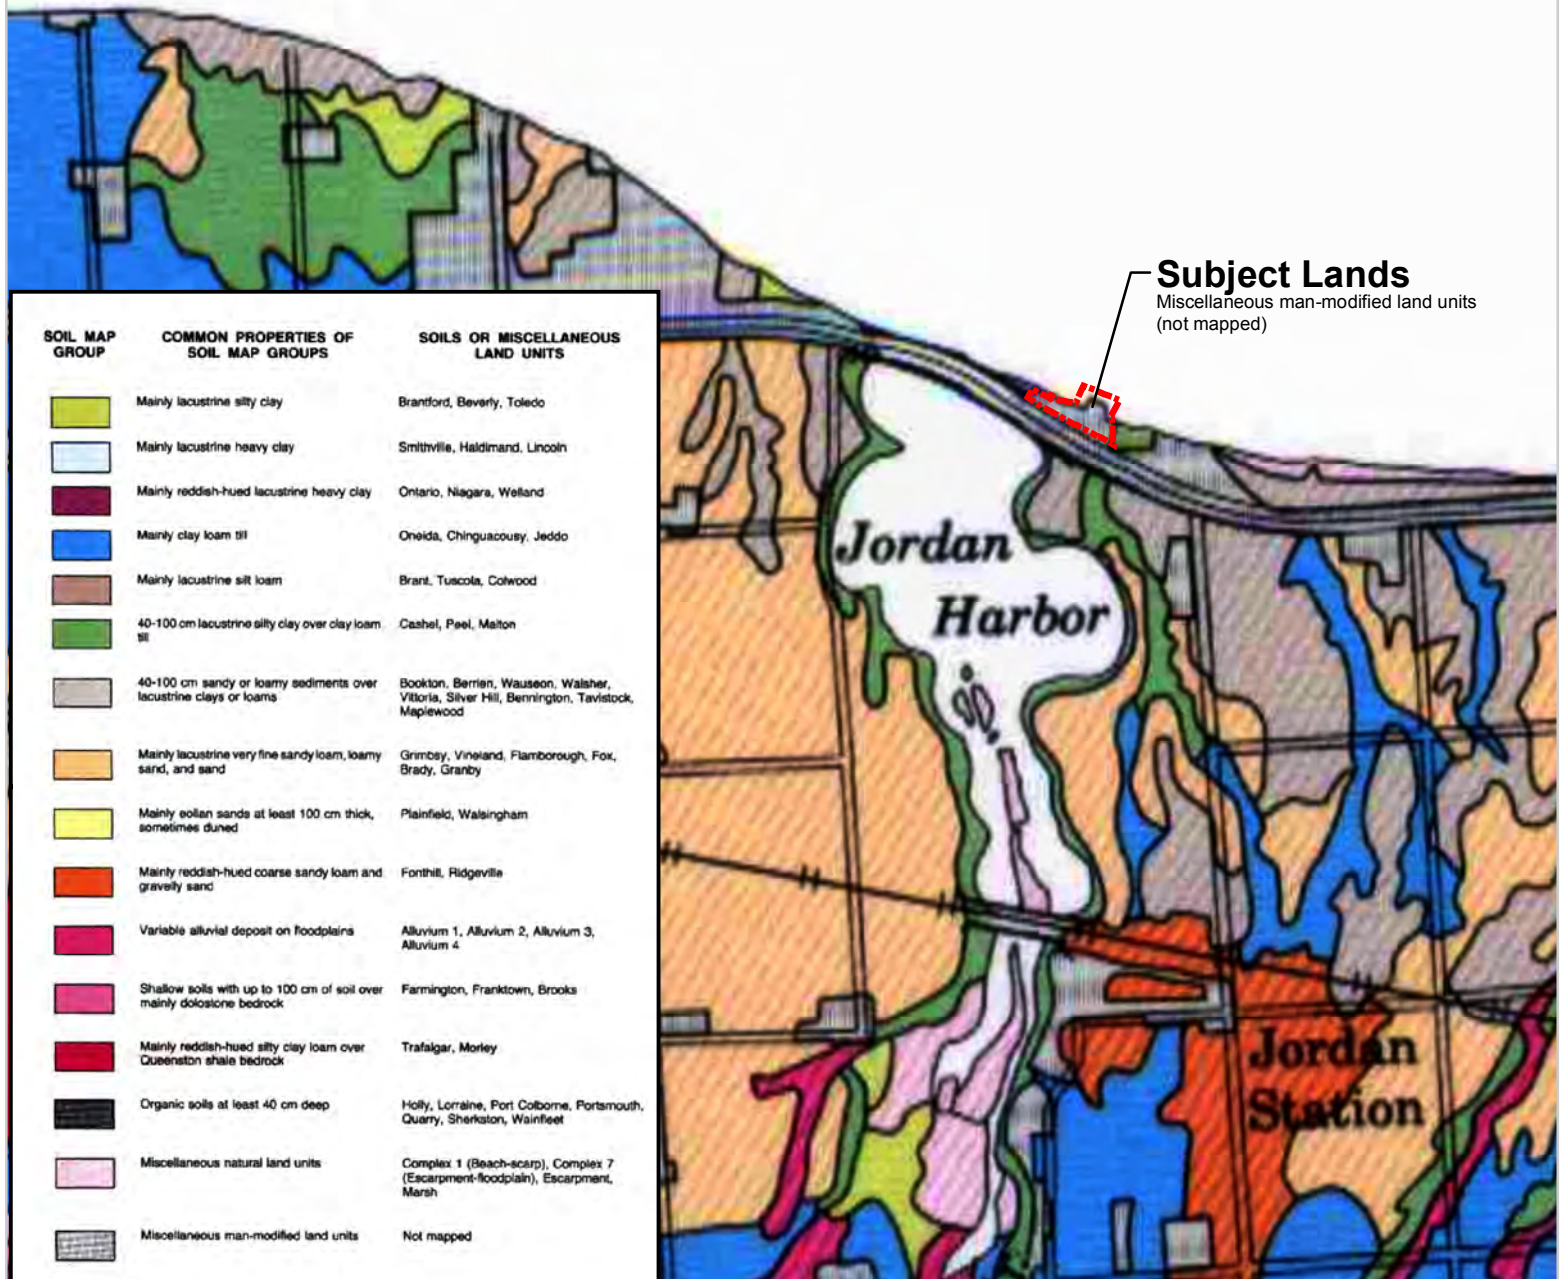 Subject Lands
Miscellaneous man-modified land units
(not mapped)
SOIL MAP GROUP
COMMON PROPERTIES OF SOIL MAP GROUPS
SOILS OR MISCELLANEOUS LAND UNITS
Mainly lacustrine silty clay
Brantford, Beverly, Toledo
Mainly lacustrine heavy clay
Smithville, Haldimand, Lincoln
Mainly reddish-hued lacustrine heavy clay
Ontario, Niagara, Welland
Mainly clay loam till
Oneida, Chinguacousy, Jeddo
Mainly lacustrine silt loam
Brant, Tuscola, Colwood
40-100 cm lacustrine silty clay over clay loam
till
Cashel, Peel, Malton
40-100 cm sandy or loamy sediments over
lacustrine clays or loams
Bookton, Berrien, Wauseon, Walsher,
Vittoria, Silver Hill, Bennington, Tavistock,
Maplewood
Mainly lacustrine very fine sandy loam, loamy
sand, and sand
Grimsby, Vineland, Flamborough, Fox,
Brady, Granby
Mainly eolian sands at least 100 cm thick,
sometimes duned
Plainfield, Walsingham
Mainly reddish-hued coarse sandy loam and
gravelly sand
Fonthill, Ridgeville
Variable alluvial deposit on floodplains
Alluvium 1, Alluvium 2, Alluvium 3,
Alluvium 4
Shallow soils with up to 100 cm of soil over
mainly dolostone bedrock
Farmington, Franktown, Brooks
Mainly reddish-hued silty clay loam over
Queenston shale bedrock
Trafalgar, Morley
Organic soils at least 40 cm deep
Holly, Lorraine, Port Colborne, Portsmouth,
Quarry, Sherkston, Wainfleet
Miscellaneous natural land units
Complex 1 (Beach-scarp), Complex 7
(Escarpment-floodplain), Escarpment,
Marsh
Miscellaneous man-modified land units
Not mapped
Jordan
Harbor
Jordan
Station